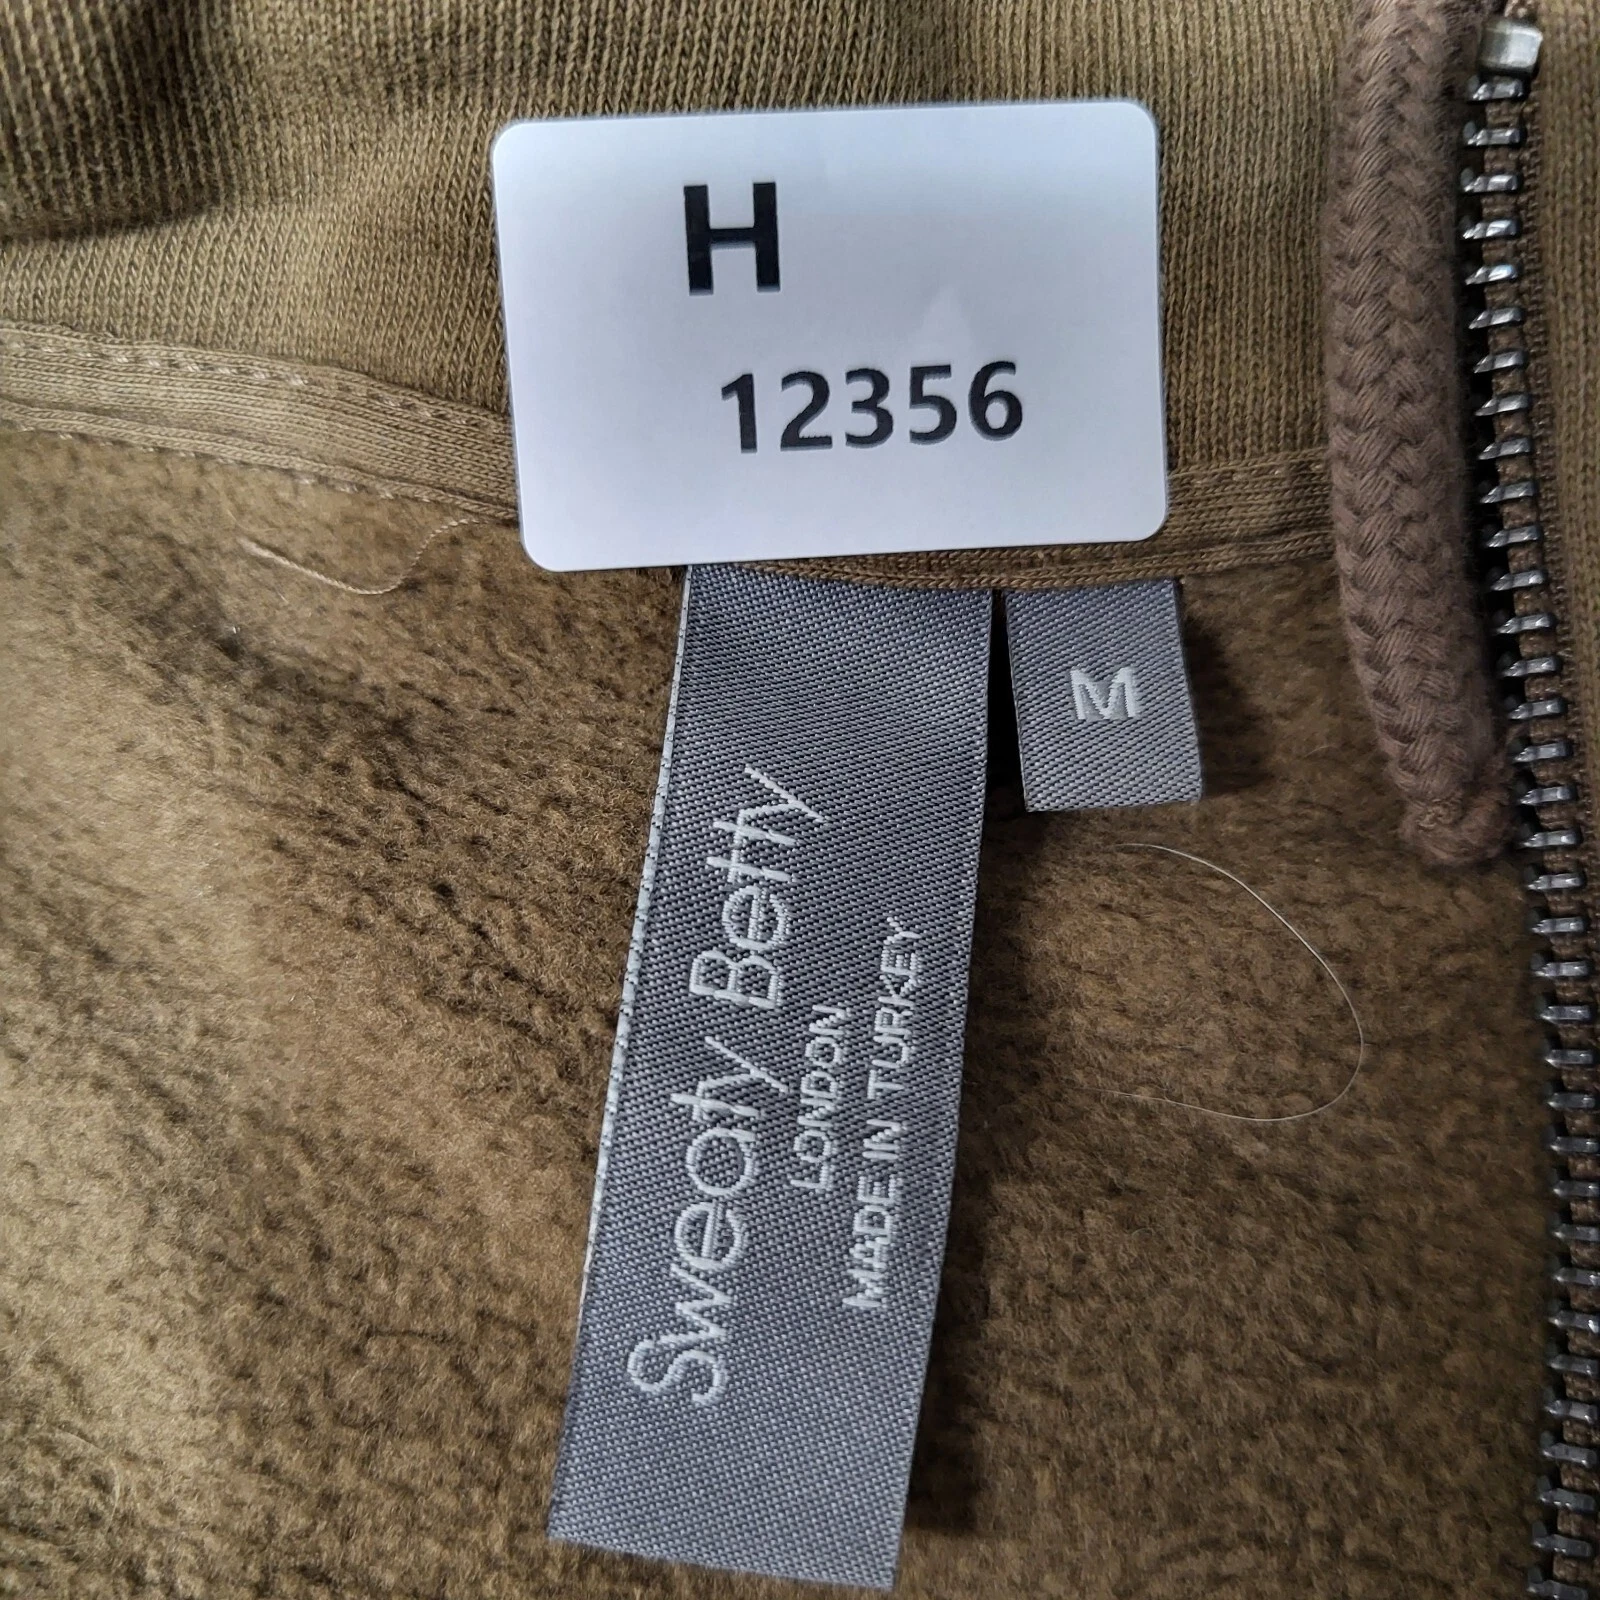 H
12356
M
Sweaty Betty
LONDON
MADE IN TURKEY